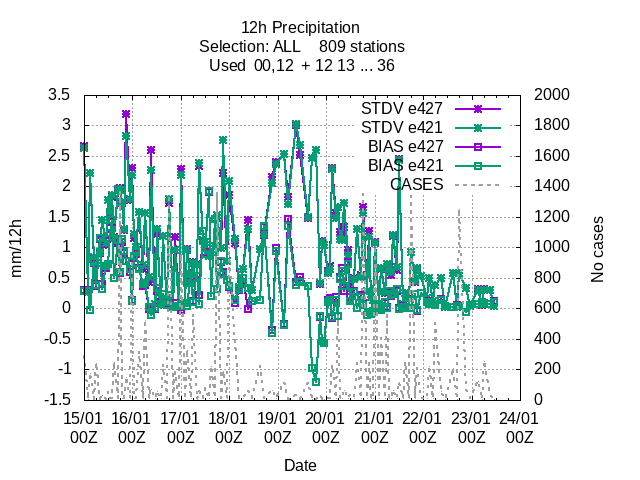 12h Precipitation
Selection: ALL 809 stations
Used 00,12 + 12 13 ... 36
3.5
3
2.5
2
1.5
1
0.5
0
-0.5
-1
-1.5
2000
1800
1600
1400
1200
1000
800
600
400
200
0
STDV e427
STDV e421
BIAS e427
BIAS e421
CASES
mm/12h
No cases
15/01 16/01 17/01 18/01 19/01 20/01 21/01 22/01 23/01 24/01
00Z 00Z 00Z 00Z 00Z 00Z 00Z 00Z 00Z 00Z
Date